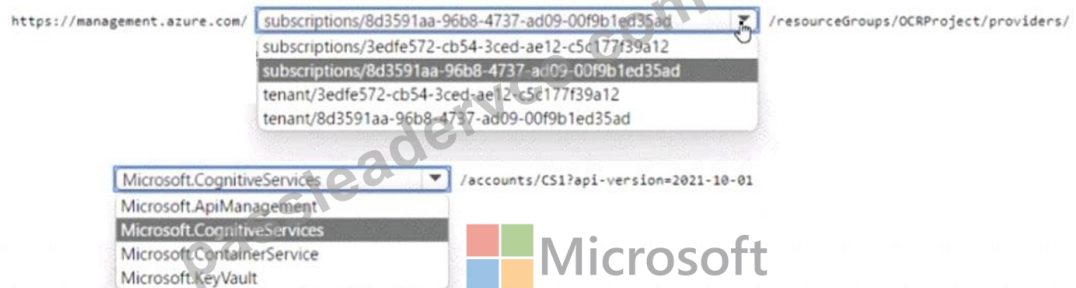 https://management.azure.com/ subscriptions/8d3591aa-96b8-4737-ad09-00f9b1ed35ad /resourceGroups/OCRProject/providers/
subscriptions/3edfe572-cb54-3ced-ae12-c5c177f39a12
subscriptions/8d3591aa-96b8-4737-ad09-00f9b1ed35ad
tenant/3edfe572-cb54-3ced-ae12-c5c177f39a12
tenant/8d3591aa-96b8-4737-ad09-00f9b1ed35ad
Microsoft.CognitiveServices /accounts/CS1?api-version=2021-10-01
Microsoft.ApiManagement
Microsoft.CognitiveServices
Microsoft.ContainerService
Microsoft.KeyVault
Microsoft
passleadervce.com